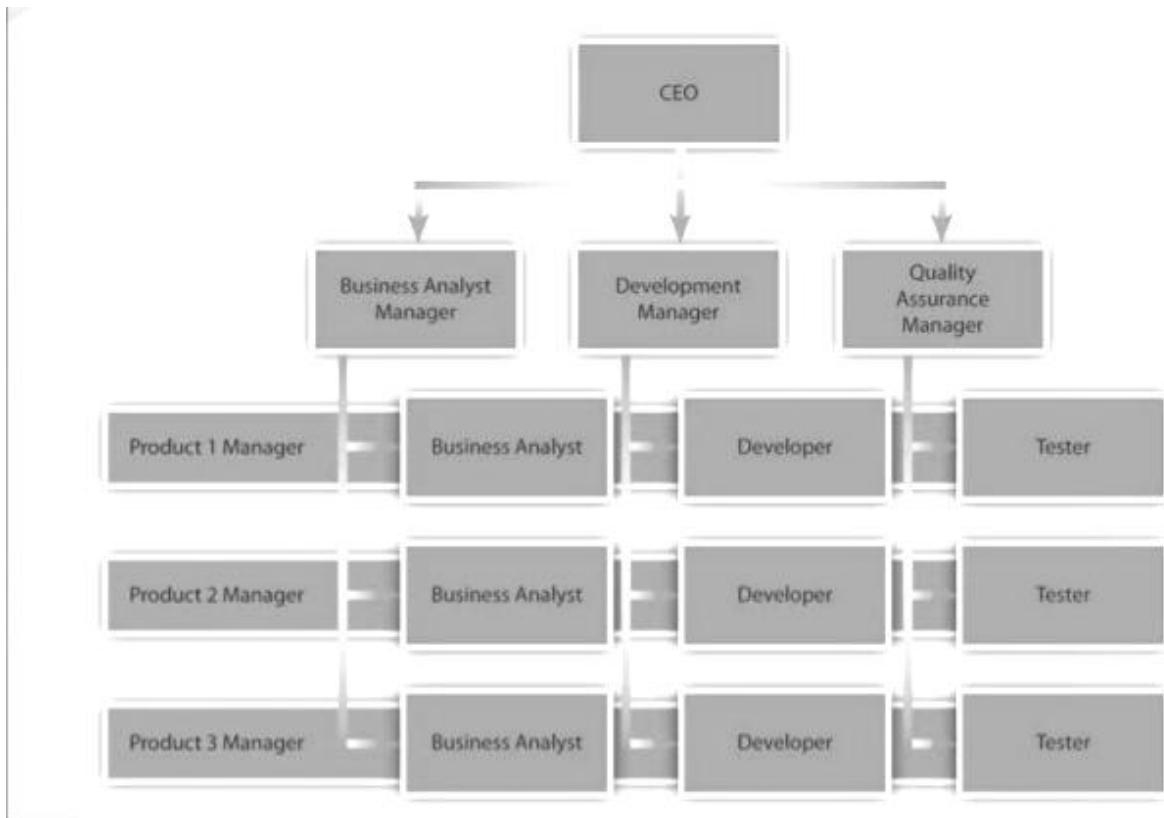 CEO
Business Analyst
Manager
Development
Manager
Quality
Assurance
Manager
Product 1 Manager
Business Analyst
Developer
Tester
Product 2 Manager
Business Analyst
Developer
Tester
Product 3 Manager
Business Analyst
Developer
Tester